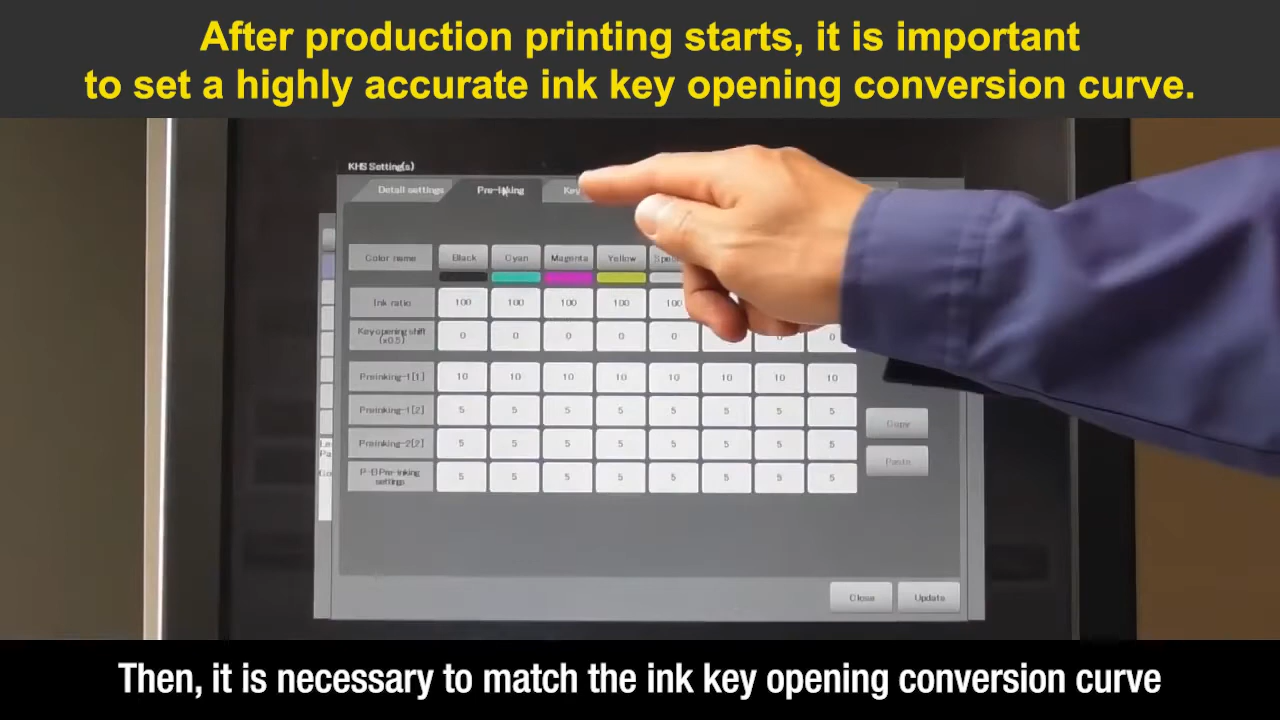 After production printing starts, it is important
to set a highly accurate ink key opening conversion curve.
KHS Setting(s)
Detail settings Pre-inking Key
Color name Black Cyan Magenta Yellow
Ink ratio 100 100 100 100 100
Key opening shift 0 0 0 0 0 0 0
(x0.5)
Preinking-1[1] 10 10 10 10 10 10 10 10
Preinking-1[2] 5 5 5 5 5 5 5 5
Copy
Preinking-2[2] 5 5 5 5 5 5 5 5
Paste
P-B Pre-inking 5 5 5 5 5 5 5 5
settings
Close Update
Then, it is necessary to match the ink key opening conversion curve